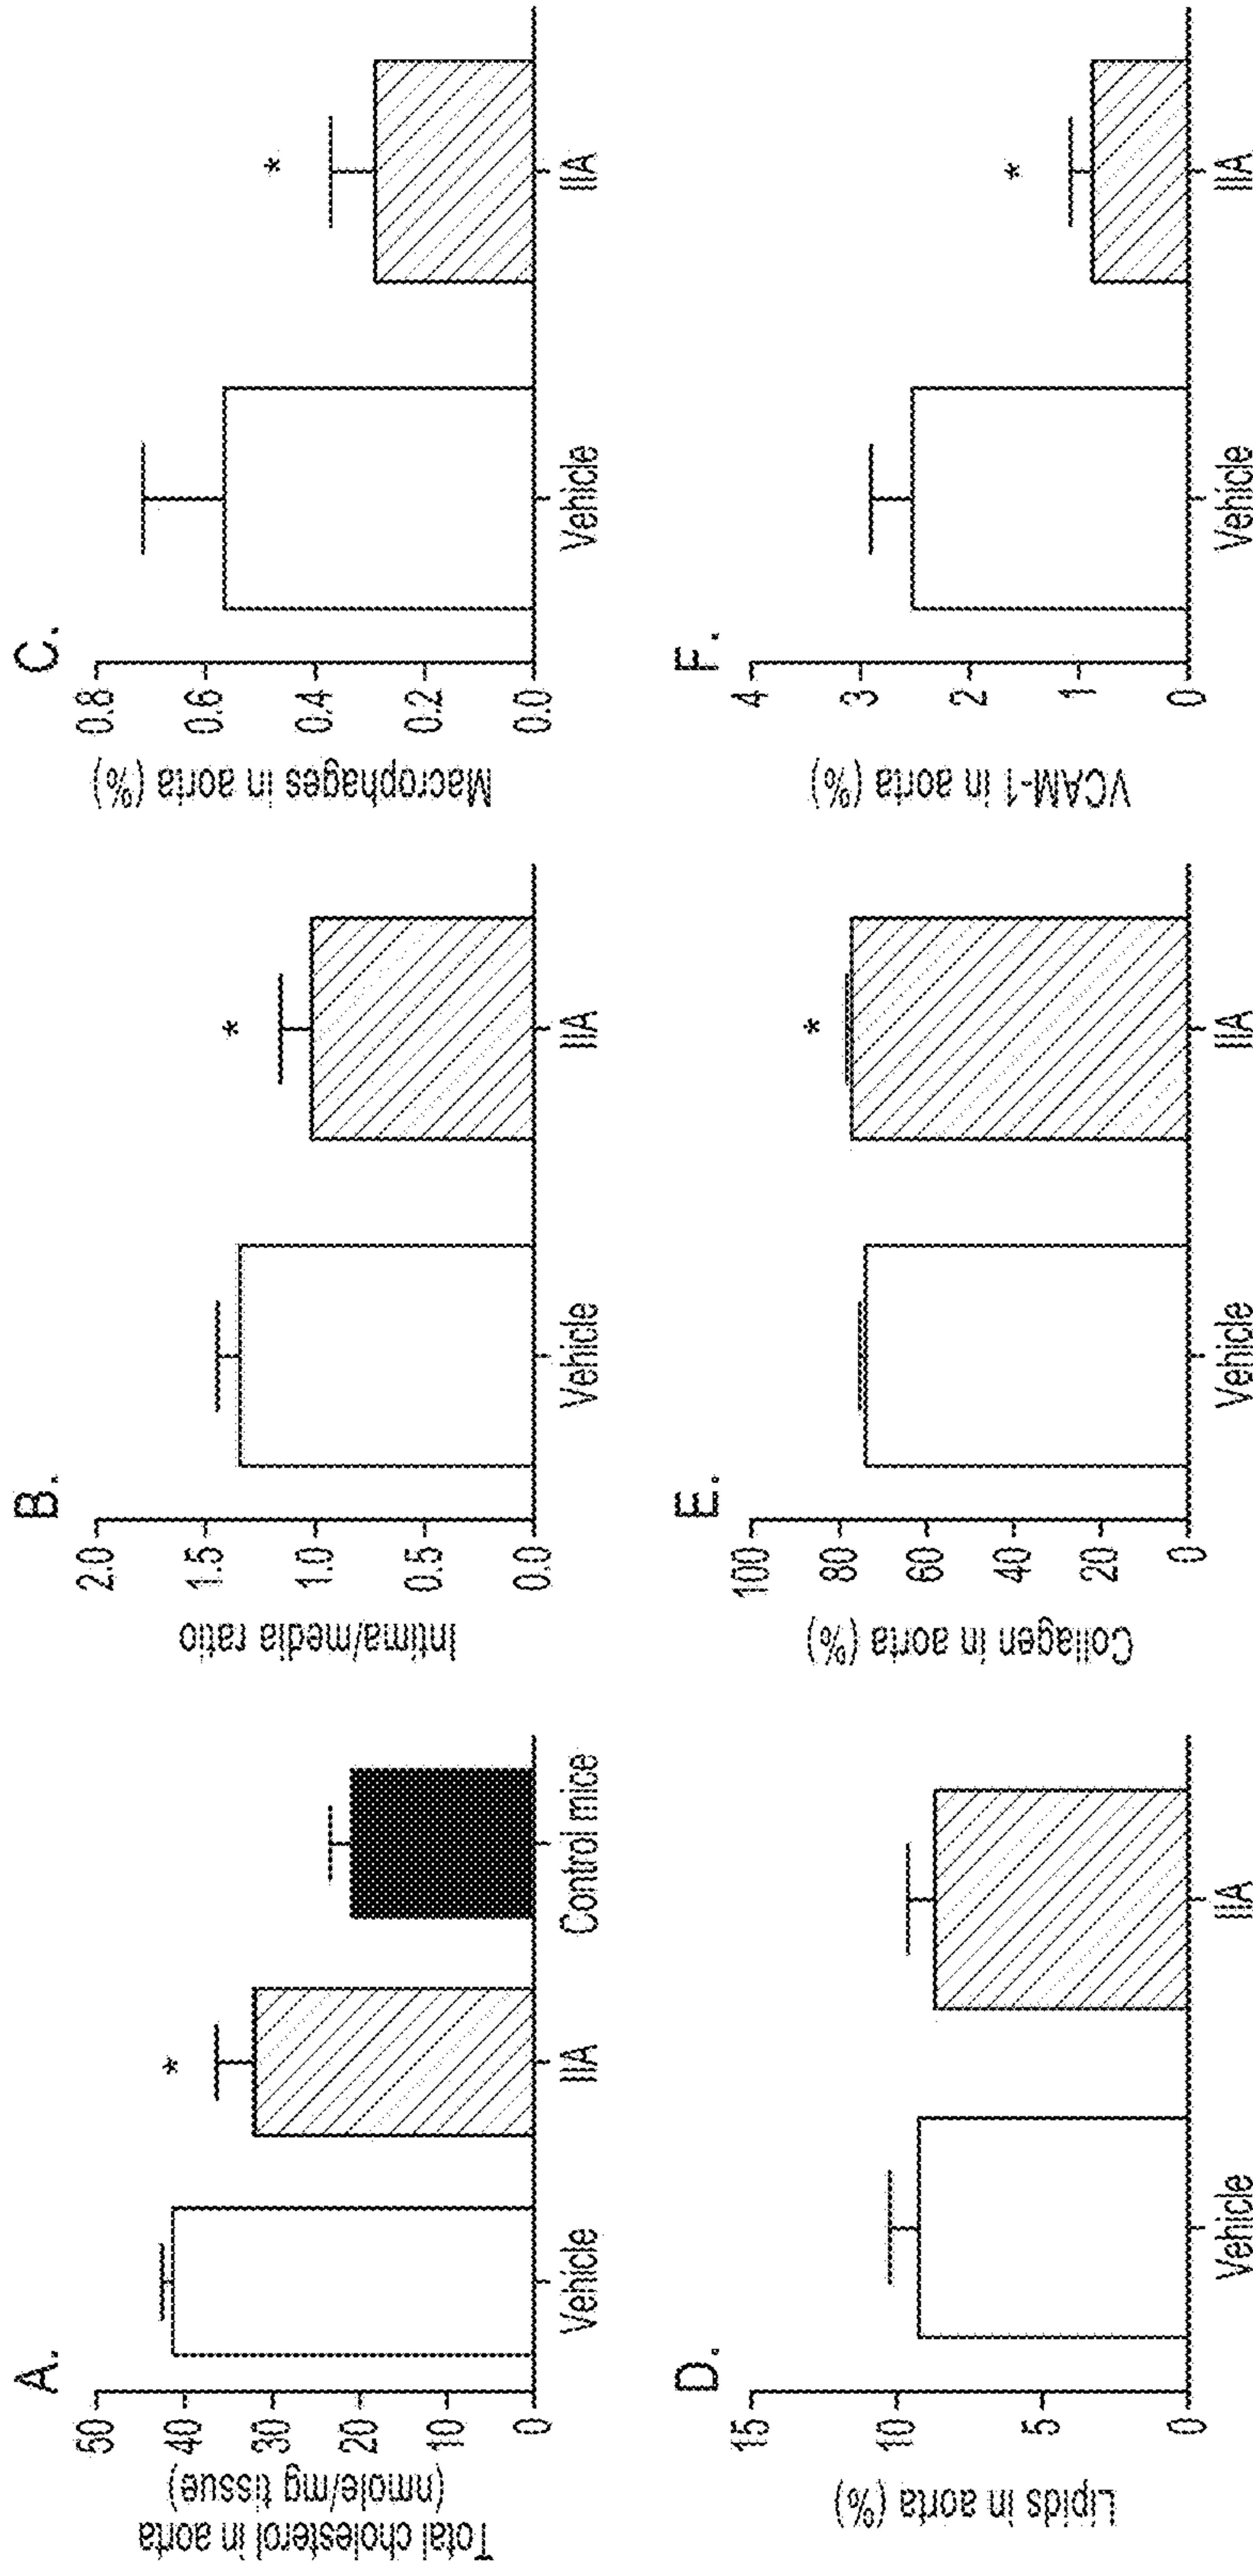 A.
Total cholesterol in aorta
(nmole/mg tissue)
50
40
30
20
10
0
*
Vehicle
IIA
Control mice
B.
Intima/media ratio
2.0
1.5
1.0
0.5
0.0
*
Vehicle
IIA
C.
Macrophages in aorta (%)
0.8
0.6
0.4
0.2
0.0
*
Vehicle
IIA
D.
Lipids in aorta (%)
15
10
5
0
Vehicle
IIA
E.
Collagen in aorta (%)
100
80
60
40
20
0
*
Vehicle
IIA
F.
VCAM-1 in aorta (%)
4
3
2
1
0
*
Vehicle
IIA